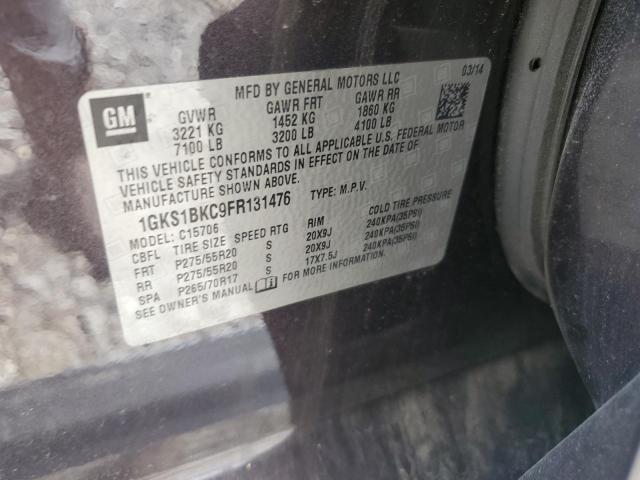 GM
MFD BY GENERAL MOTORS LLC 03/14
GVWR GAWR FRT GAWR RR
3221 KG 1452 KG 1860 KG
7100 LB 3200 LB 4100 LB
THIS VEHICLE CONFORMS TO ALL APPLICABLE U.S. FEDERAL MOTOR
VEHICLE SAFETY STANDARDS IN EFFECT ON THE DATE OF
MANUFACTURE SHOWN ABOVE.
1GKS1BKC9FR131476 TYPE: M.P.V.
MODEL: C15706
CBFL TIRE SIZE SPEED RTG RIM COLD TIRE PRESSURE
FRT P275/55R20 S 20X9J 240KPA(35PSI)
RR P275/55R20 S 20X9J 240KPA(35PSI)
SPA P265/70R17 S 17X7.5J 240KPA(35PSI)
SEE OWNER'S MANUAL FOR MORE INFORMATION.